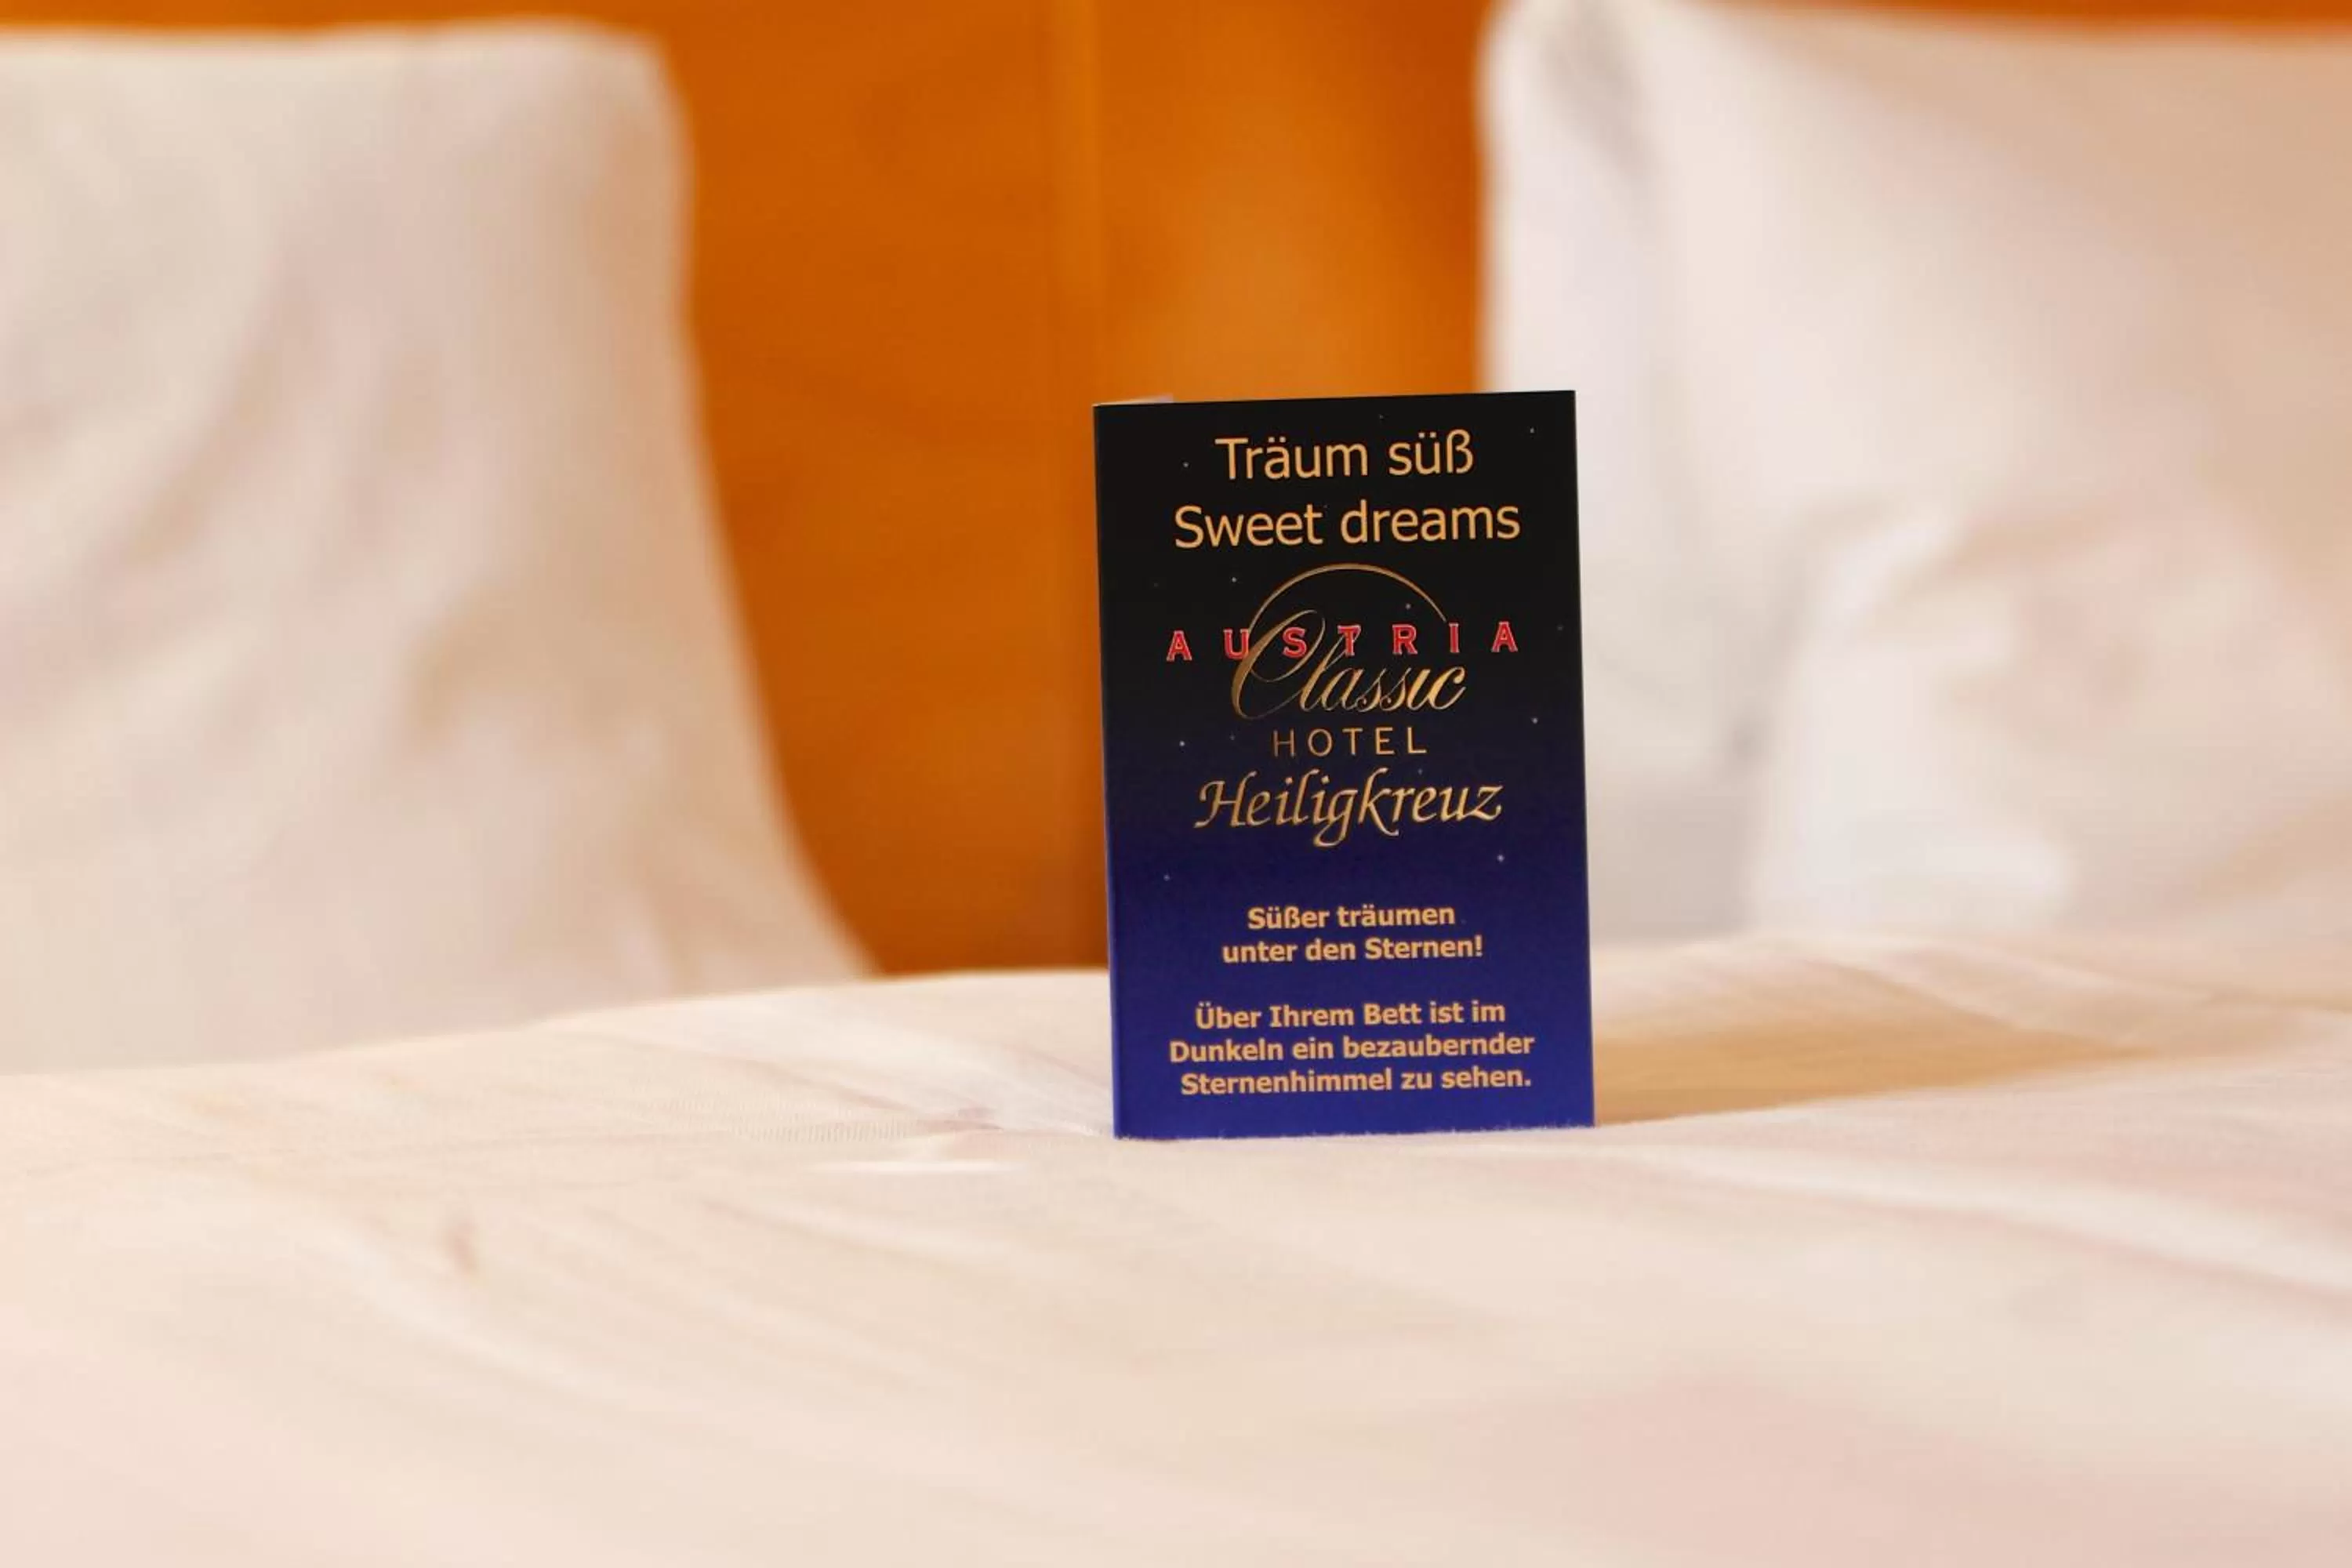 Träum süß
Sweet dreams
AUSTRIA
Classic
HOTEL
Heiligkreuz
Süßer träumen
unter den Sternen!
Über Ihrem Bett ist im
Dunkeln ein bezaubernder
Sternenhimmel zu sehen.